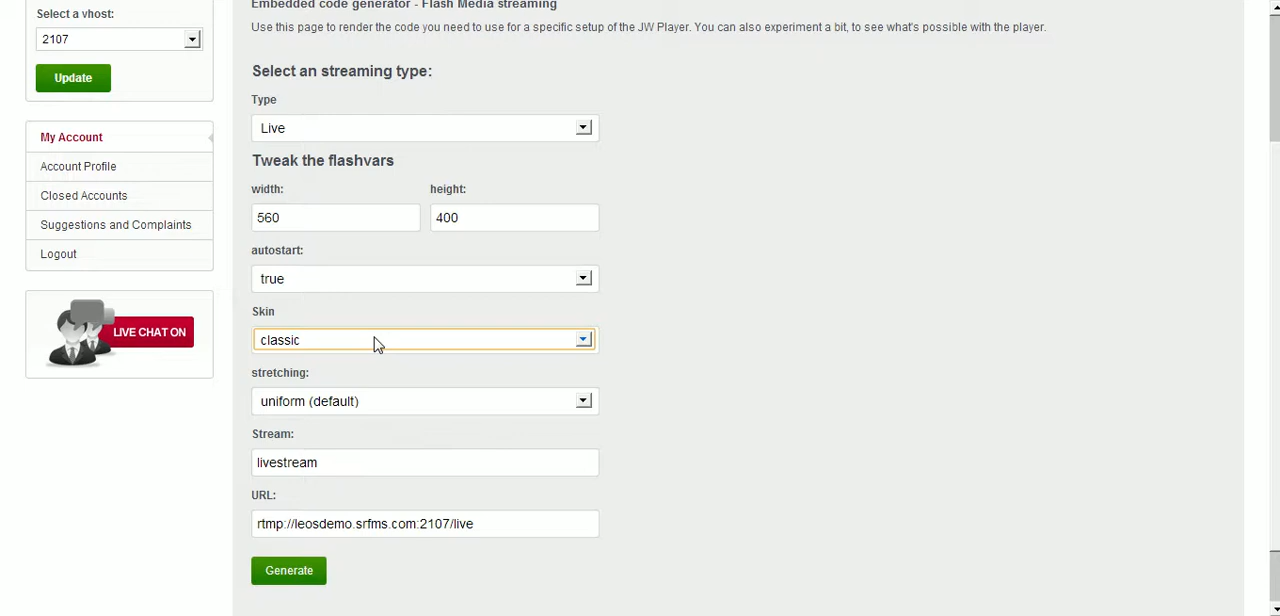 Select a vhost:
2107
Update
My Account
Account Profile
Closed Accounts
Suggestions and Complaints
Logout
LIVE CHAT ON
Embedded code generator - Flash Media streaming
Use this page to render the code you need to use for a specific setup of the JW Player. You can also experiment a bit, to see what's possible with the player.
Select an streaming type:
Type
Live
Tweak the flashvars
width: height:
560 400
autostart:
true
Skin
classic
stretching:
uniform (default)
Stream:
livestream
URL:
rtmp://leosdemo.srfms.com:2107/live
Generate